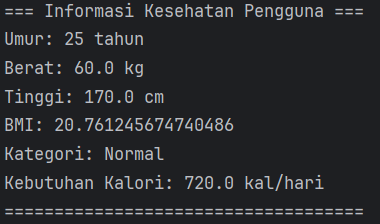 === Informasi Kesehatan Pengguna ===
Umur: 25 tahun
Berat: 60.0 kg
Tinggi: 170.0 cm
BMI: 20.761245674740486
Kategori: Normal
Kebutuhan Kalori: 720.0 kal/hari
====================================